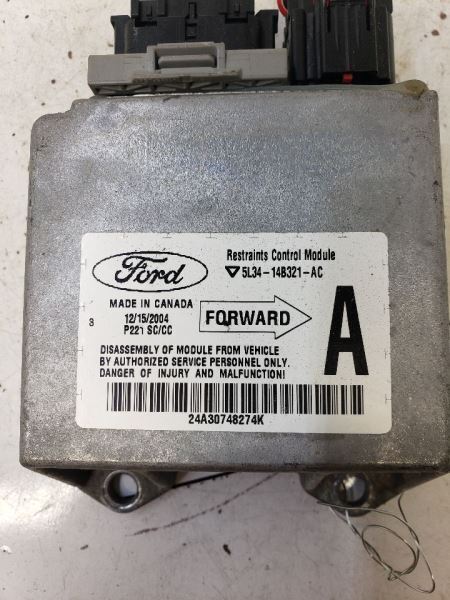 Ford
Restraints Control Module
5L34-14B321-AC
MADE IN CANADA
12/15/2004
P221 SC/CC
3
FORWARD
A
DISASSEMBLY OF MODULE FROM VEHICLE
BY AUTHORIZED SERVICE PERSONNEL ONLY.
DANGER OF INJURY AND MALFUNCTION!
24A30748274K